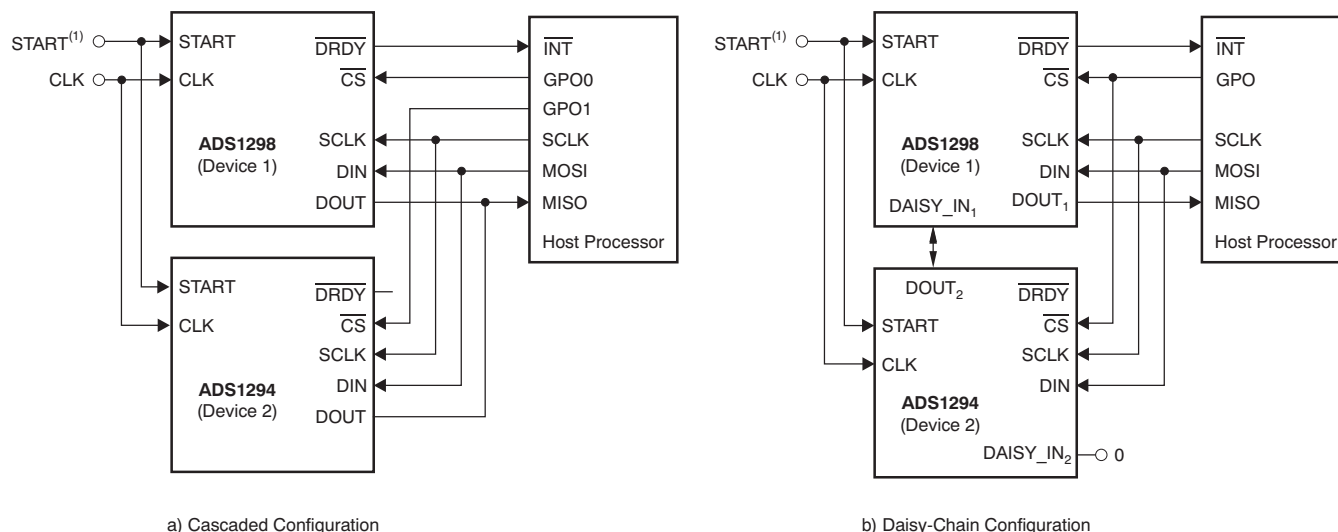 START(1)
CLK
START
CLK
ADS1298
(Device 1)
DRDY
CS
SCLK
DIN
DOUT
INT
GPO0
GPO1
SCLK
MOSI
MISO
Host Processor
START
CLK
ADS1294
(Device 2)
DRDY
CS
SCLK
DIN
DOUT
a) Cascaded Configuration
START(1)
CLK
START
CLK
ADS1298
(Device 1)
DRDY
CS
SCLK
DIN
DOUT1
DAISY_IN1
INT
GPO
SCLK
MOSI
MISO
Host Processor
DOUT2
START
CLK
ADS1294
(Device 2)
DRDY
CS
SCLK
DIN
DAISY_IN2
0
b) Daisy-Chain Configuration